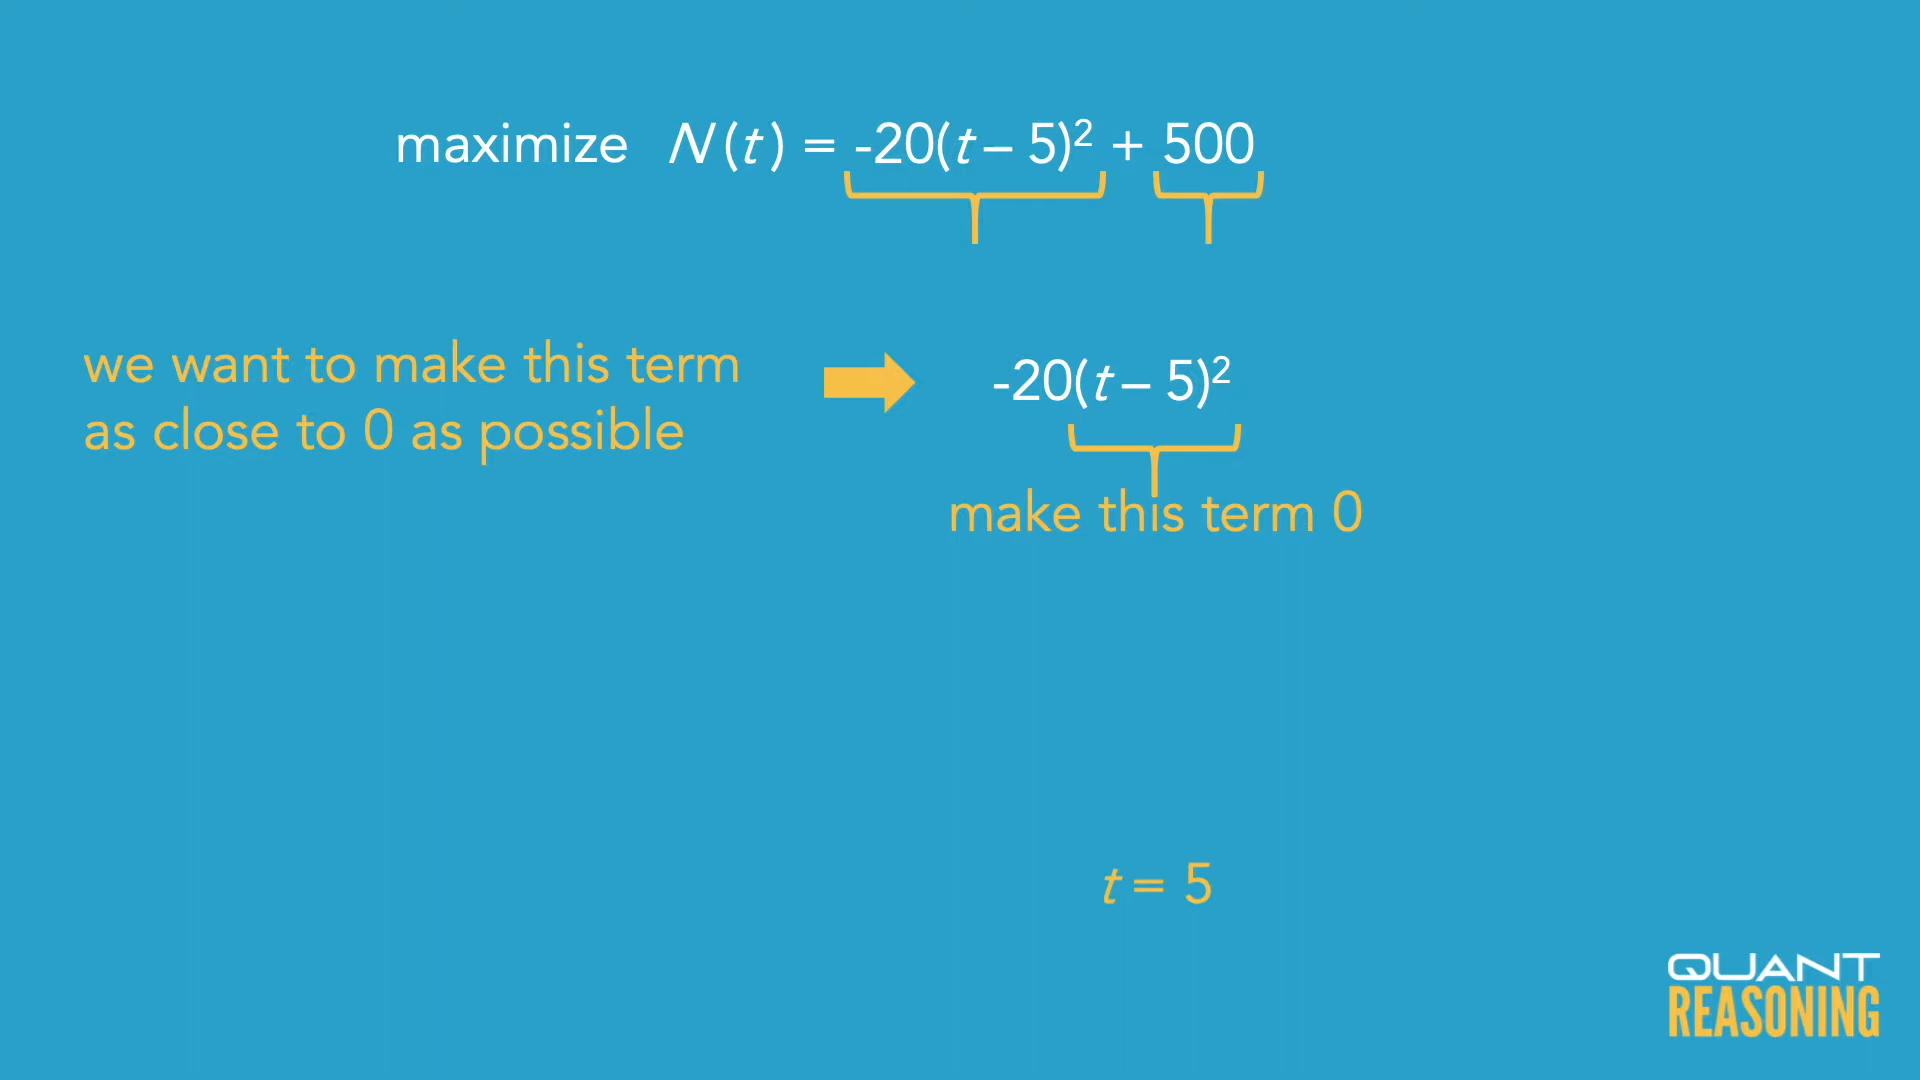 maximize N(t) = -20(t – 5)² + 500
we want to make this term
as close to 0 as possible
-20(t – 5)²
make this term 0
t = 5
QUANT
REASONING